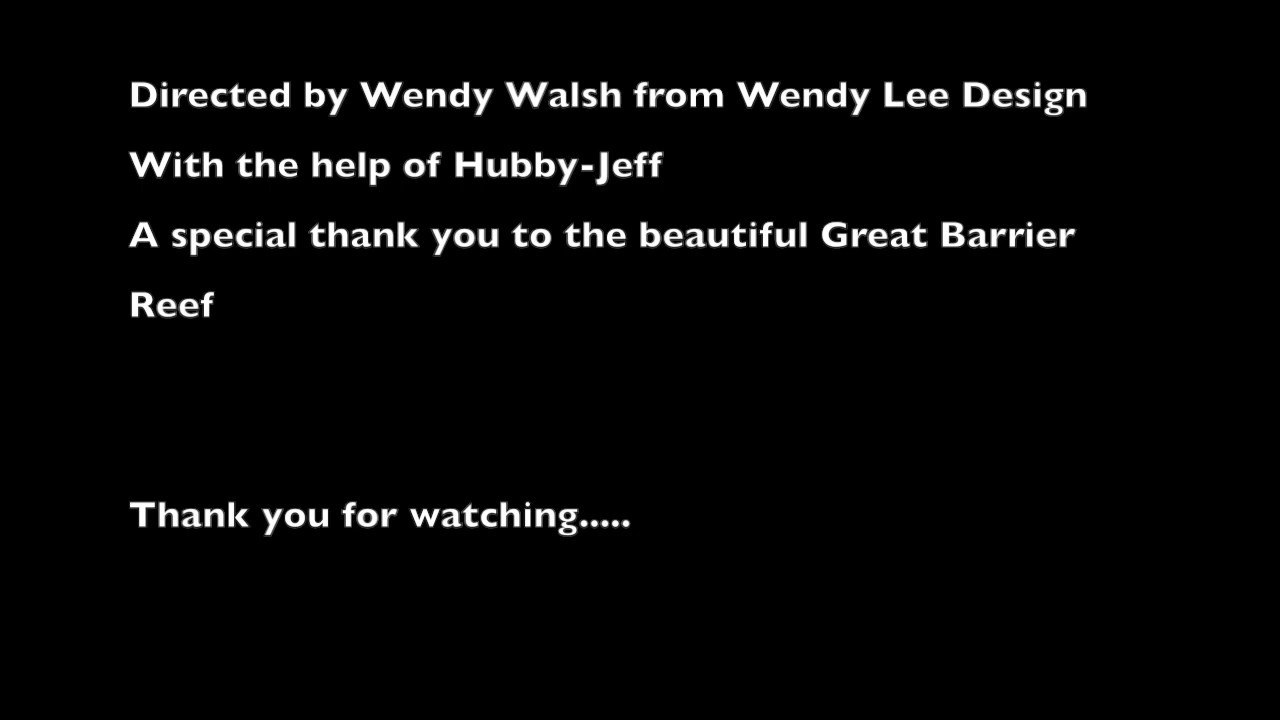 Directed by Wendy Walsh from Wendy Lee Design
With the help of Hubby-Jeff
A special thank you to the beautiful Great Barrier
Reef
Thank you for watching.....